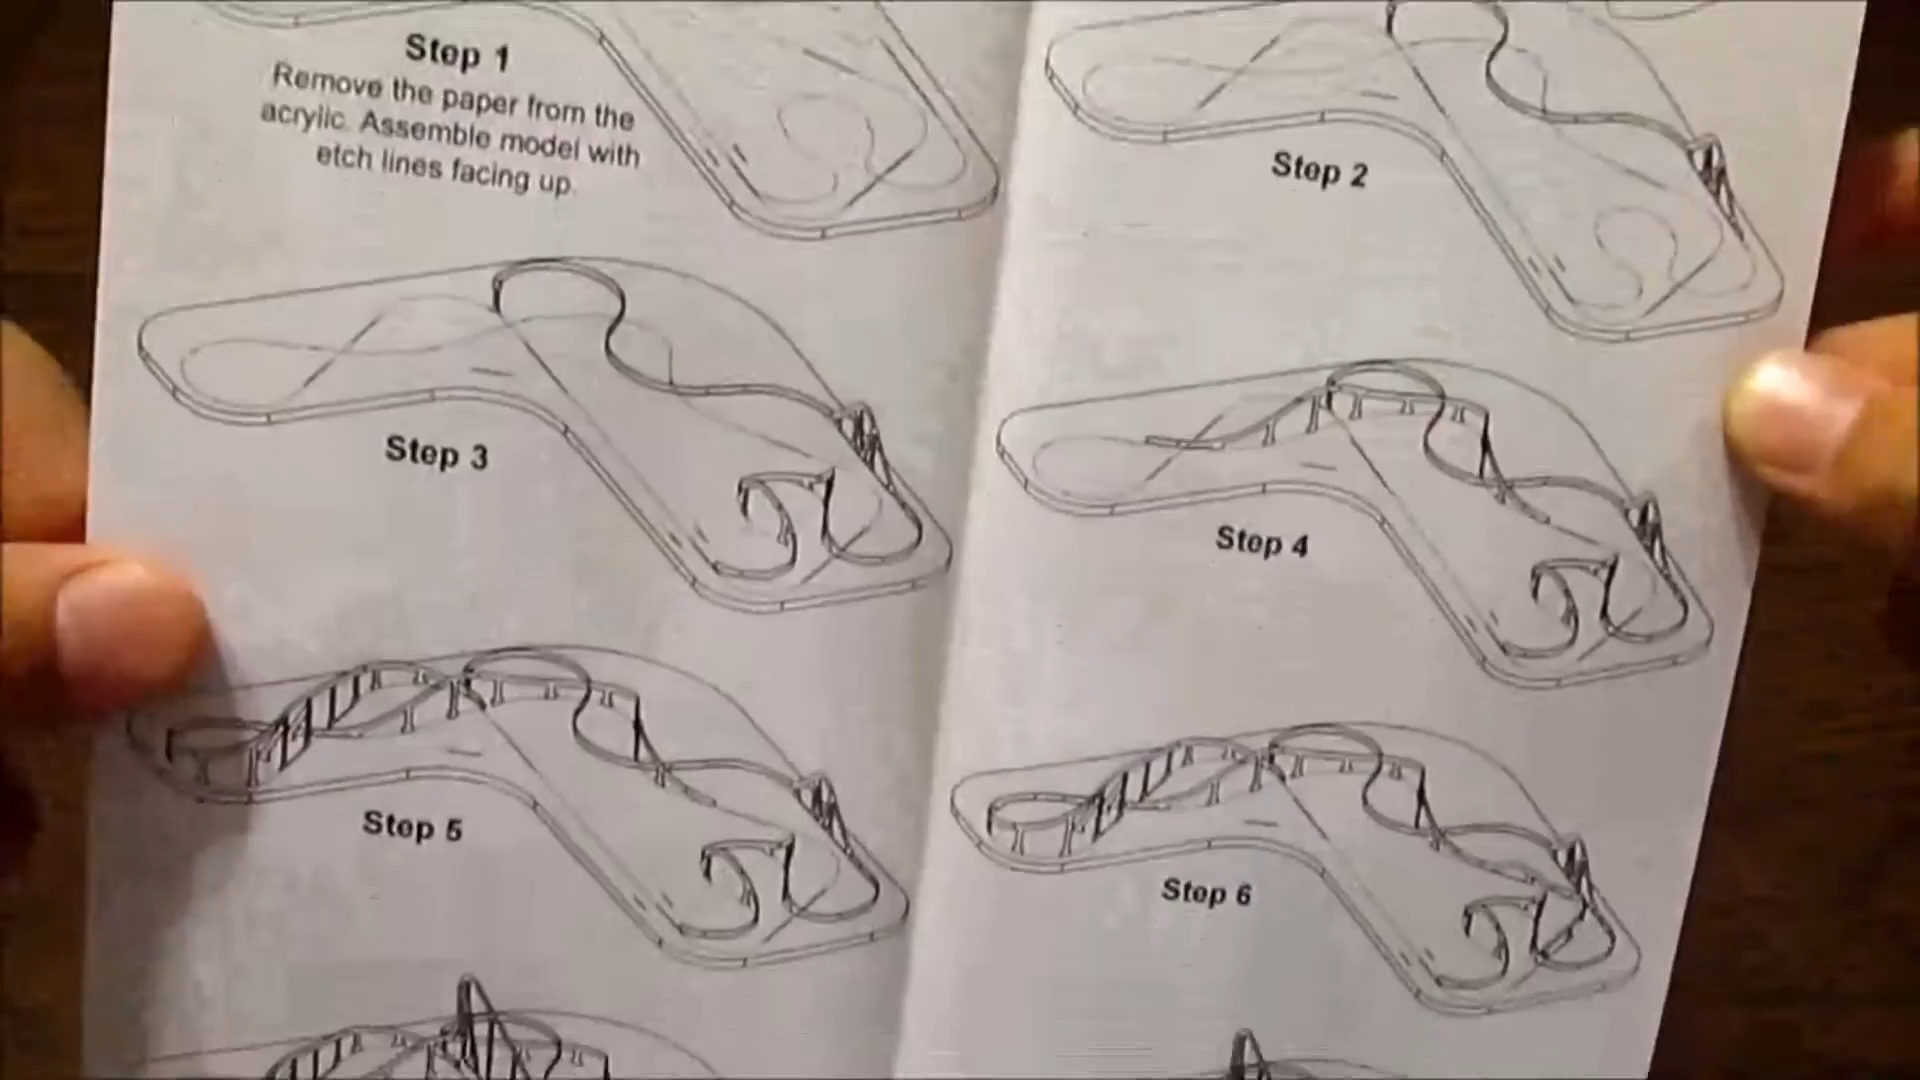 Step 1
Remove the paper from the
acrylic. Assemble model with
etch lines facing up.
Step 2
Step 3
Step 4
Step 5
Step 6